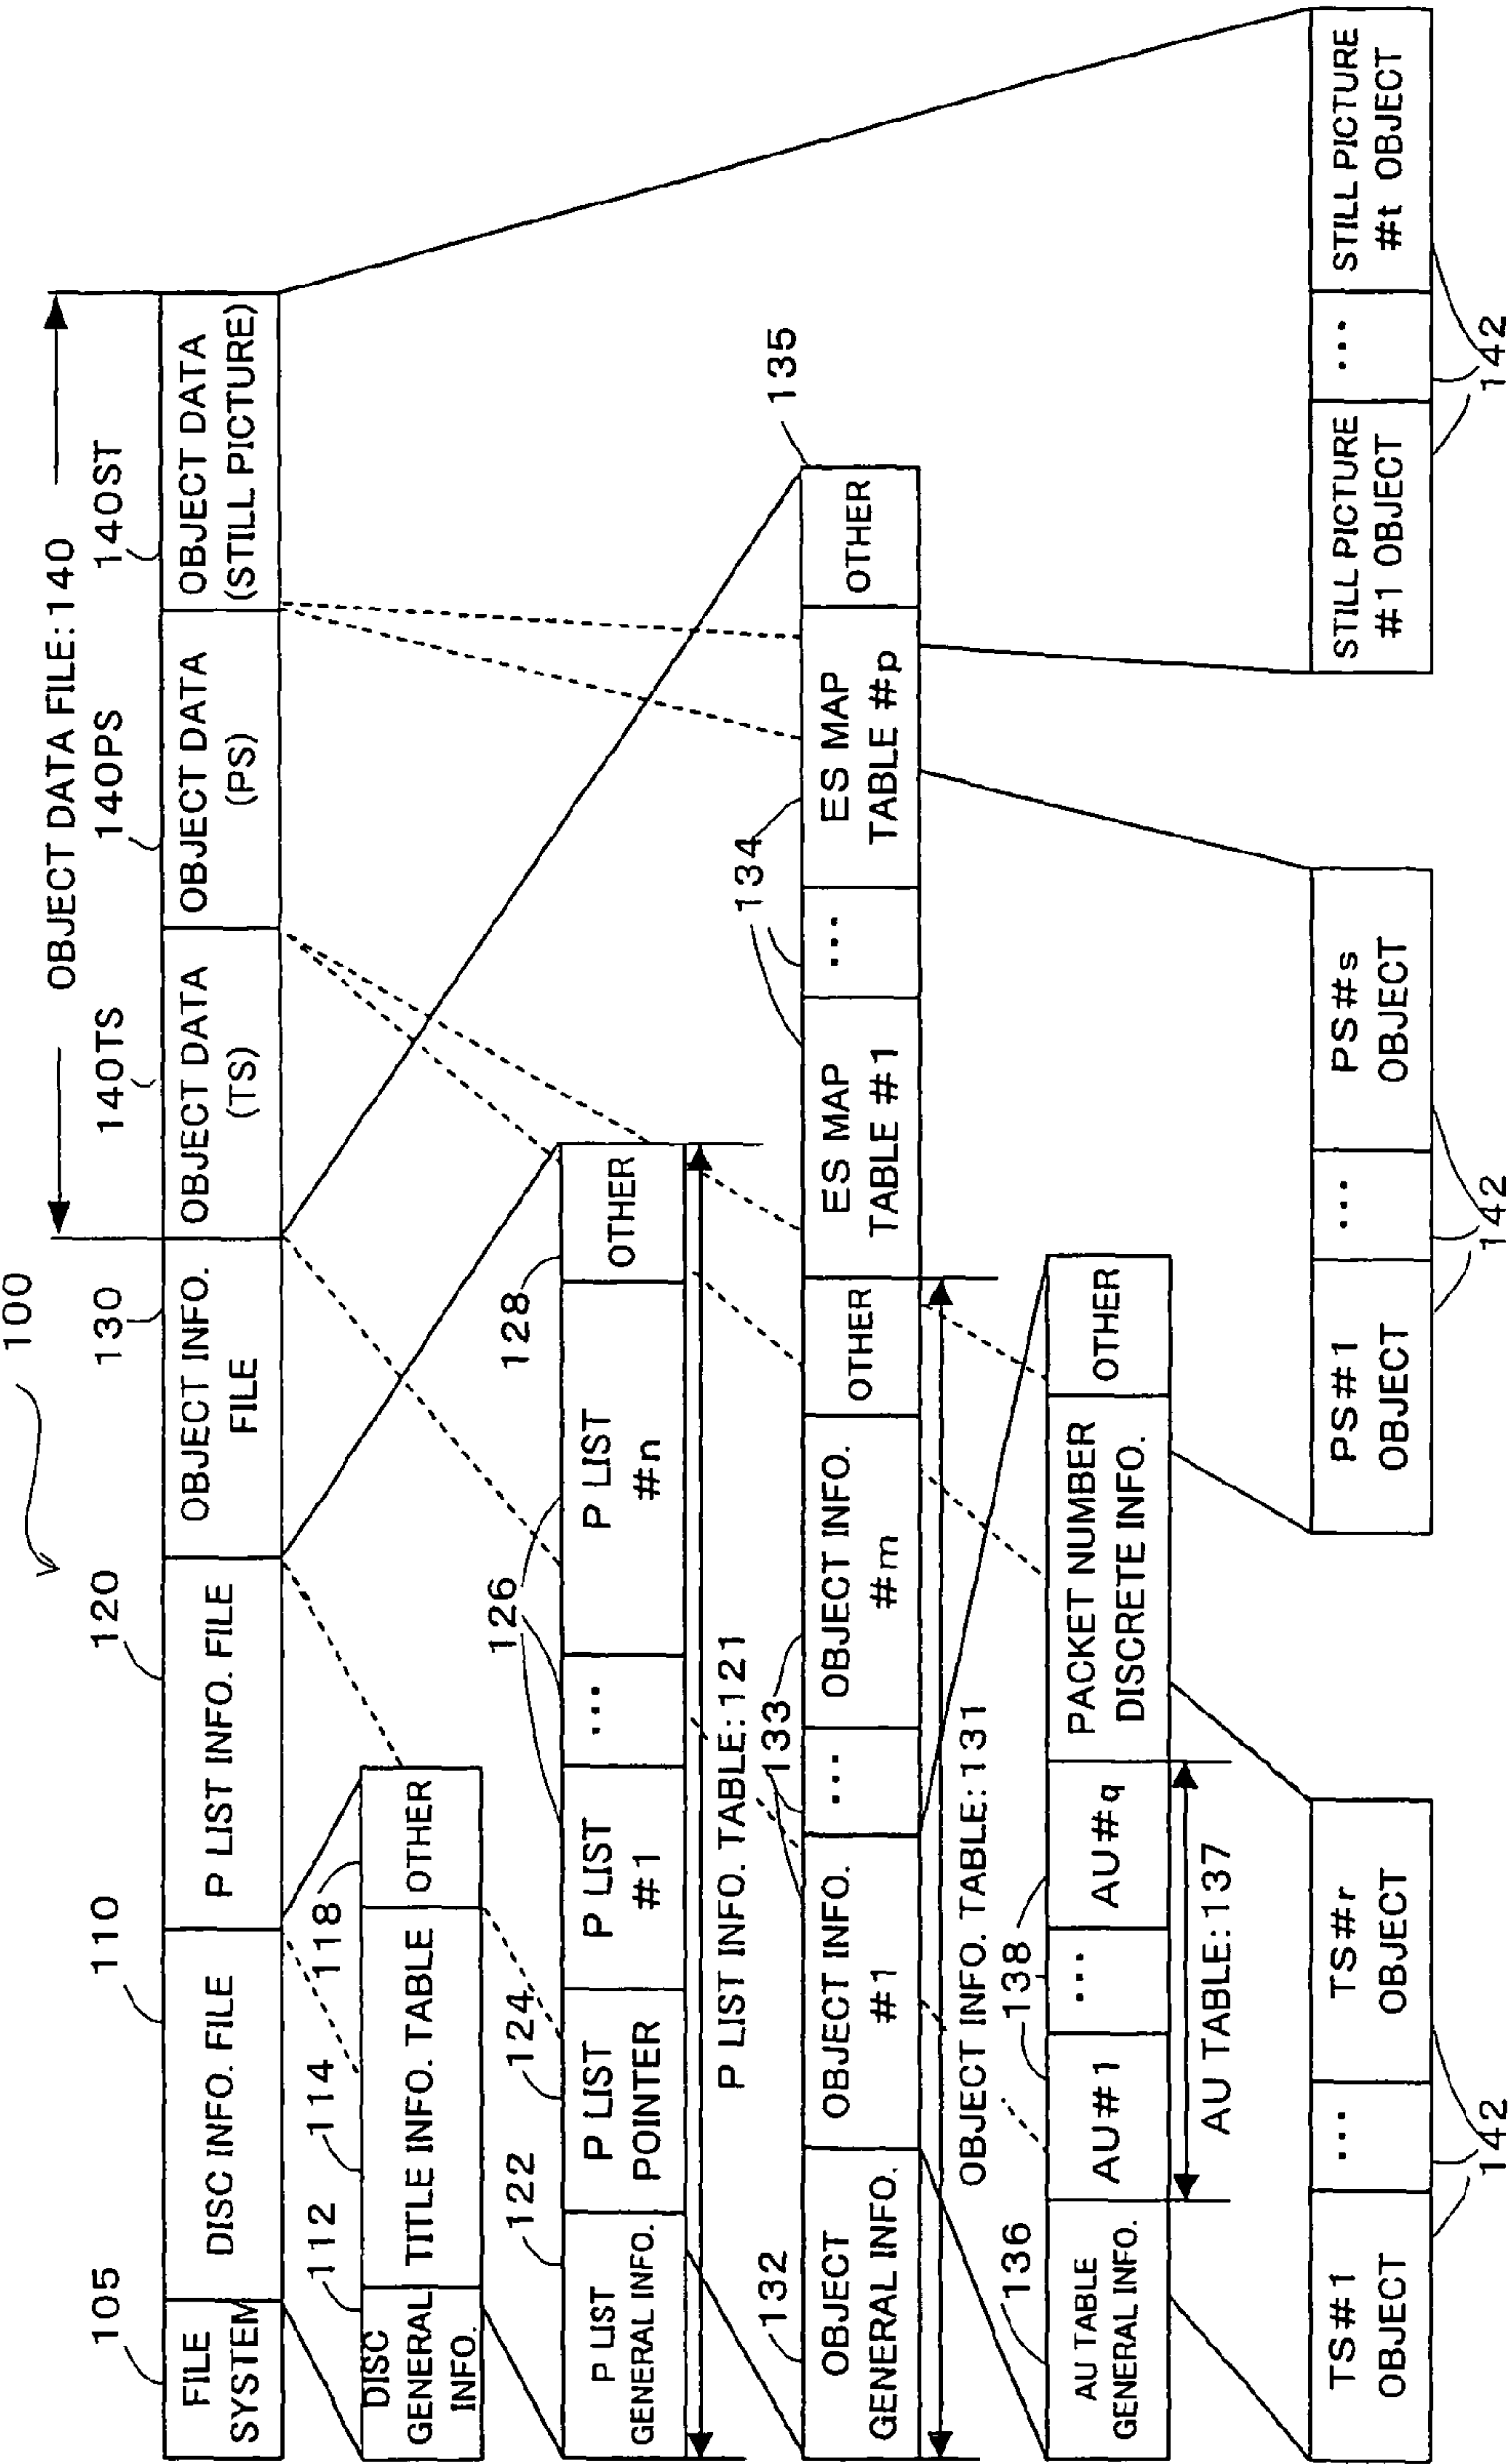 100
OBJECT DATA FILE:140
105
110
120
130
140TS
140PS
140ST
FILE
SYSTEM
DISC INFO. FILE
P LIST INFO. FILE
OBJECT INFO.
FILE
OBJECT DATA
(TS)
OBJECT DATA
(PS)
OBJECT DATA
(STILL PICTURE)
112
114
118
DISC
GENERAL
INFO.
TITLE INFO. TABLE
OTHER
122
124
126
128
P LIST
GENERAL INFO.
P LIST
POINTER
P LIST
#1
...
P LIST
#n
OTHER
P LIST INFO. TABLE:121
132
133
134
135
OBJECT
GENERAL INFO.
OBJECT INFO.
#1
...
OBJECT INFO.
#m
OTHER
ES MAP
TABLE #1
...
ES MAP
TABLE #p
OTHER
OBJECT INFO. TABLE:131
136
138
AU TABLE
GENERAL INFO.
AU#1
...
AU#q
PACKET NUMBER
DISCRETE INFO.
OTHER
AU TABLE:137
TS#1
OBJECT
...
TS#r
OBJECT
142
PS#1
OBJECT
...
PS#s
OBJECT
142
STILL PICTURE
#1 OBJECT
...
STILL PICTURE
#t OBJECT
142